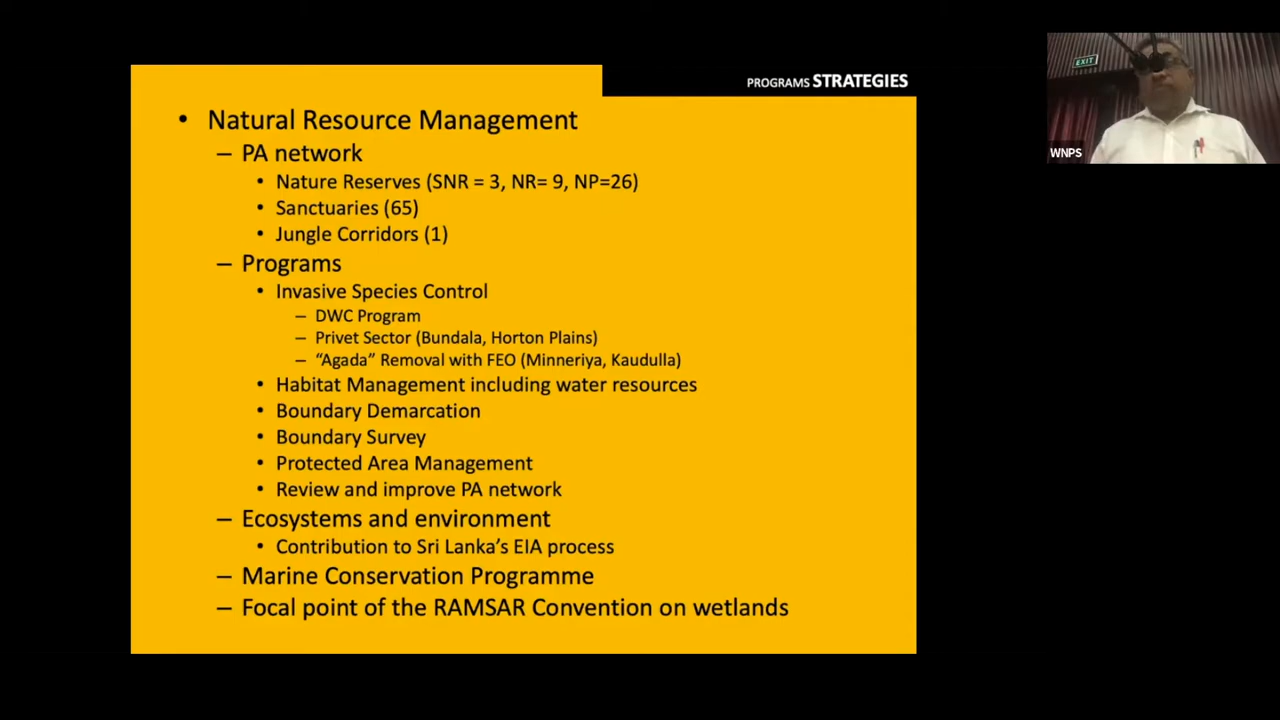 PROGRAMS STRATEGIES
EXIT
WNPS
• Natural Resource Management
– PA network
• Nature Reserves (SNR = 3, NR= 9, NP=26)
• Sanctuaries (65)
• Jungle Corridors (1)
– Programs
• Invasive Species Control
– DWC Program
– Privet Sector (Bundala, Horton Plains)
– “Agada” Removal with FEO (Minneriya, Kaudulla)
• Habitat Management including water resources
• Boundary Demarcation
• Boundary Survey
• Protected Area Management
• Review and improve PA network
– Ecosystems and environment
• Contribution to Sri Lanka’s EIA process
– Marine Conservation Programme
– Focal point of the RAMSAR Convention on wetlands